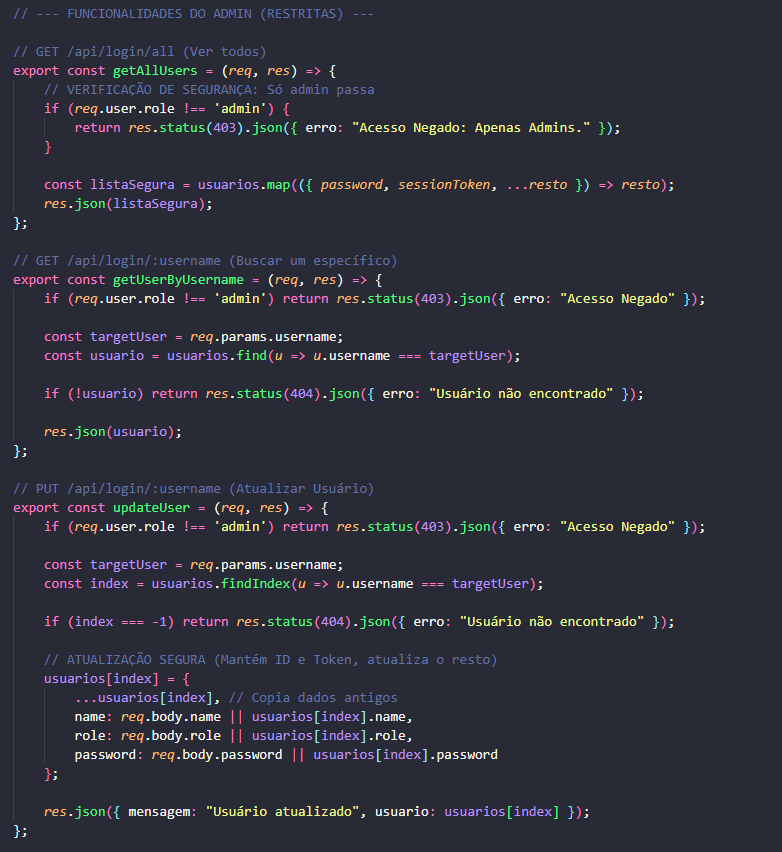 // --- FUNCIONALIDADES DO ADMIN (RESTRITAS) ---
// GET /api/login/all (Ver todos)
export const getAllUsers = (req, res) => {
    // VERIFICAÇÃO DE SEGURANÇA: Só admin passa
    if (req.user.role !== 'admin') {
        return res.status(403).json({ erro: "Acesso Negado: Apenas Admins." });
    }
    const listaSegura = usuarios.map(({ password, sessionToken, ...resto }) => resto);
    res.json(listaSegura);
};
// GET /api/login/:username (Buscar um específico)
export const getUserByUsername = (req, res) => {
    if (req.user.role !== 'admin') return res.status(403).json({ erro: "Acesso Negado" });
    const targetUser = req.params.username;
    const usuario = usuarios.find(u => u.username === targetUser);
    if (!usuario) return res.status(404).json({ erro: "Usuário não encontrado" });
    res.json(usuario);
};
// PUT /api/login/:username (Atualizar Usuário)
export const updateUser = (req, res) => {
    if (req.user.role !== 'admin') return res.status(403).json({ erro: "Acesso Negado" });
    const targetUser = req.params.username;
    const index = usuarios.findIndex(u => u.username === targetUser);
    if (index === -1) return res.status(404).json({ erro: "Usuário não encontrado" });
    // ATUALIZAÇÃO SEGURA (Mantém ID e Token, atualiza o resto)
    usuarios[index] = {
        ...usuarios[index], // Copia dados antigos
        name: req.body.name || usuarios[index].name,
        role: req.body.role || usuarios[index].role,
        password: req.body.password || usuarios[index].password
    };
    res.json({ mensagem: "Usuário atualizado", usuario: usuarios[index] });
};